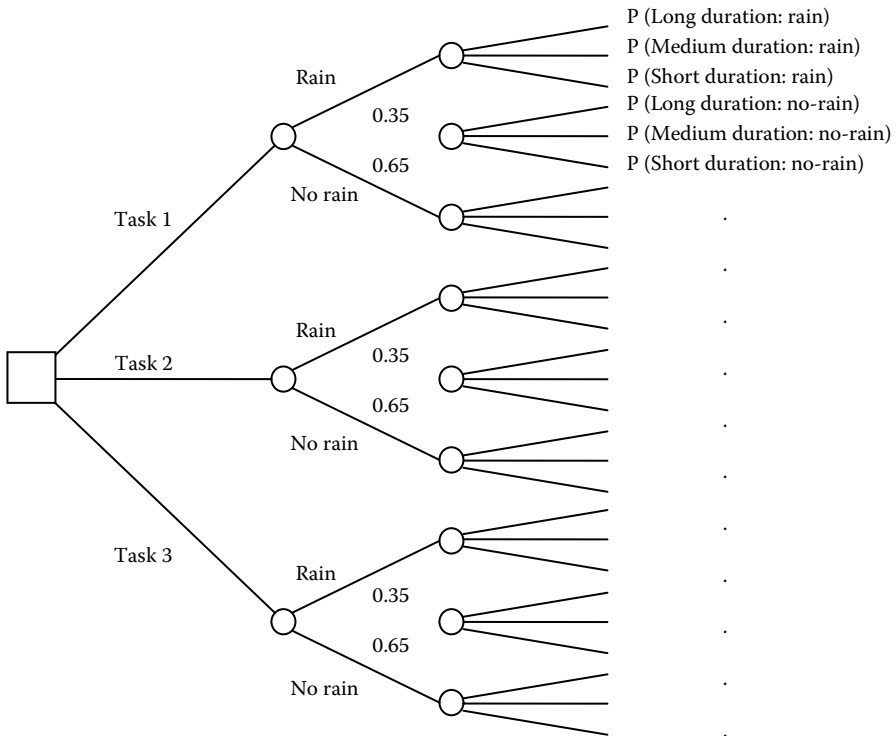 P (Long duration: rain)
P (Medium duration: rain)
P (Short duration: rain)
P (Long duration: no-rain)
P (Medium duration: no-rain)
P (Short duration: no-rain)
Rain
0.35
0.65
No rain
Task 1
Rain
0.35
Task 2
0.65
No rain
Task 3
Rain
0.35
0.65
No rain